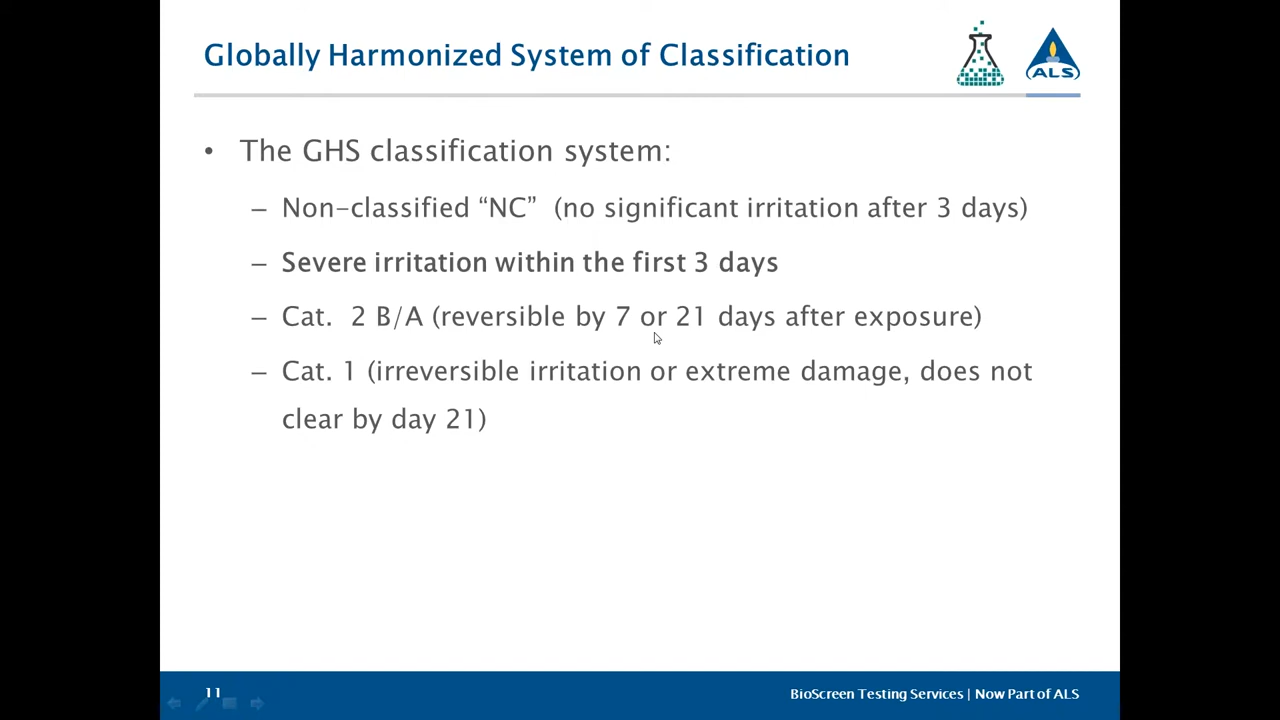 Globally Harmonized System of Classification
ALS
• The GHS classification system:
– Non-classified “NC” (no significant irritation after 3 days)
– Severe irritation within the first 3 days
– Cat. 2 B/A (reversible by 7 or 21 days after exposure)
– Cat. 1 (irreversible irritation or extreme damage, does not
clear by day 21)
11
BioScreen Testing Services | Now Part of ALS